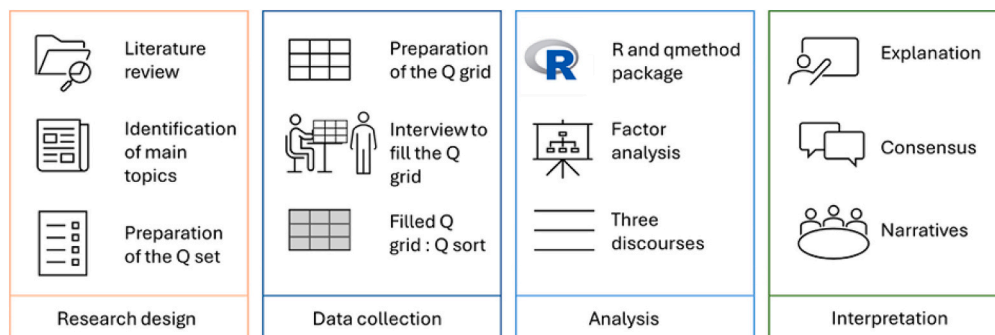 Literature
review
Identification
of main
topics
Preparation
of the Q set
Research design
Preparation
of the Q grid
Interview to
fill the Q
grid
Filled Q
grid : Q sort
Data collection
R
R and qmethod
package
Factor
analysis
Three
discourses
Analysis
Explanation
Consensus
Narratives
Interpretation